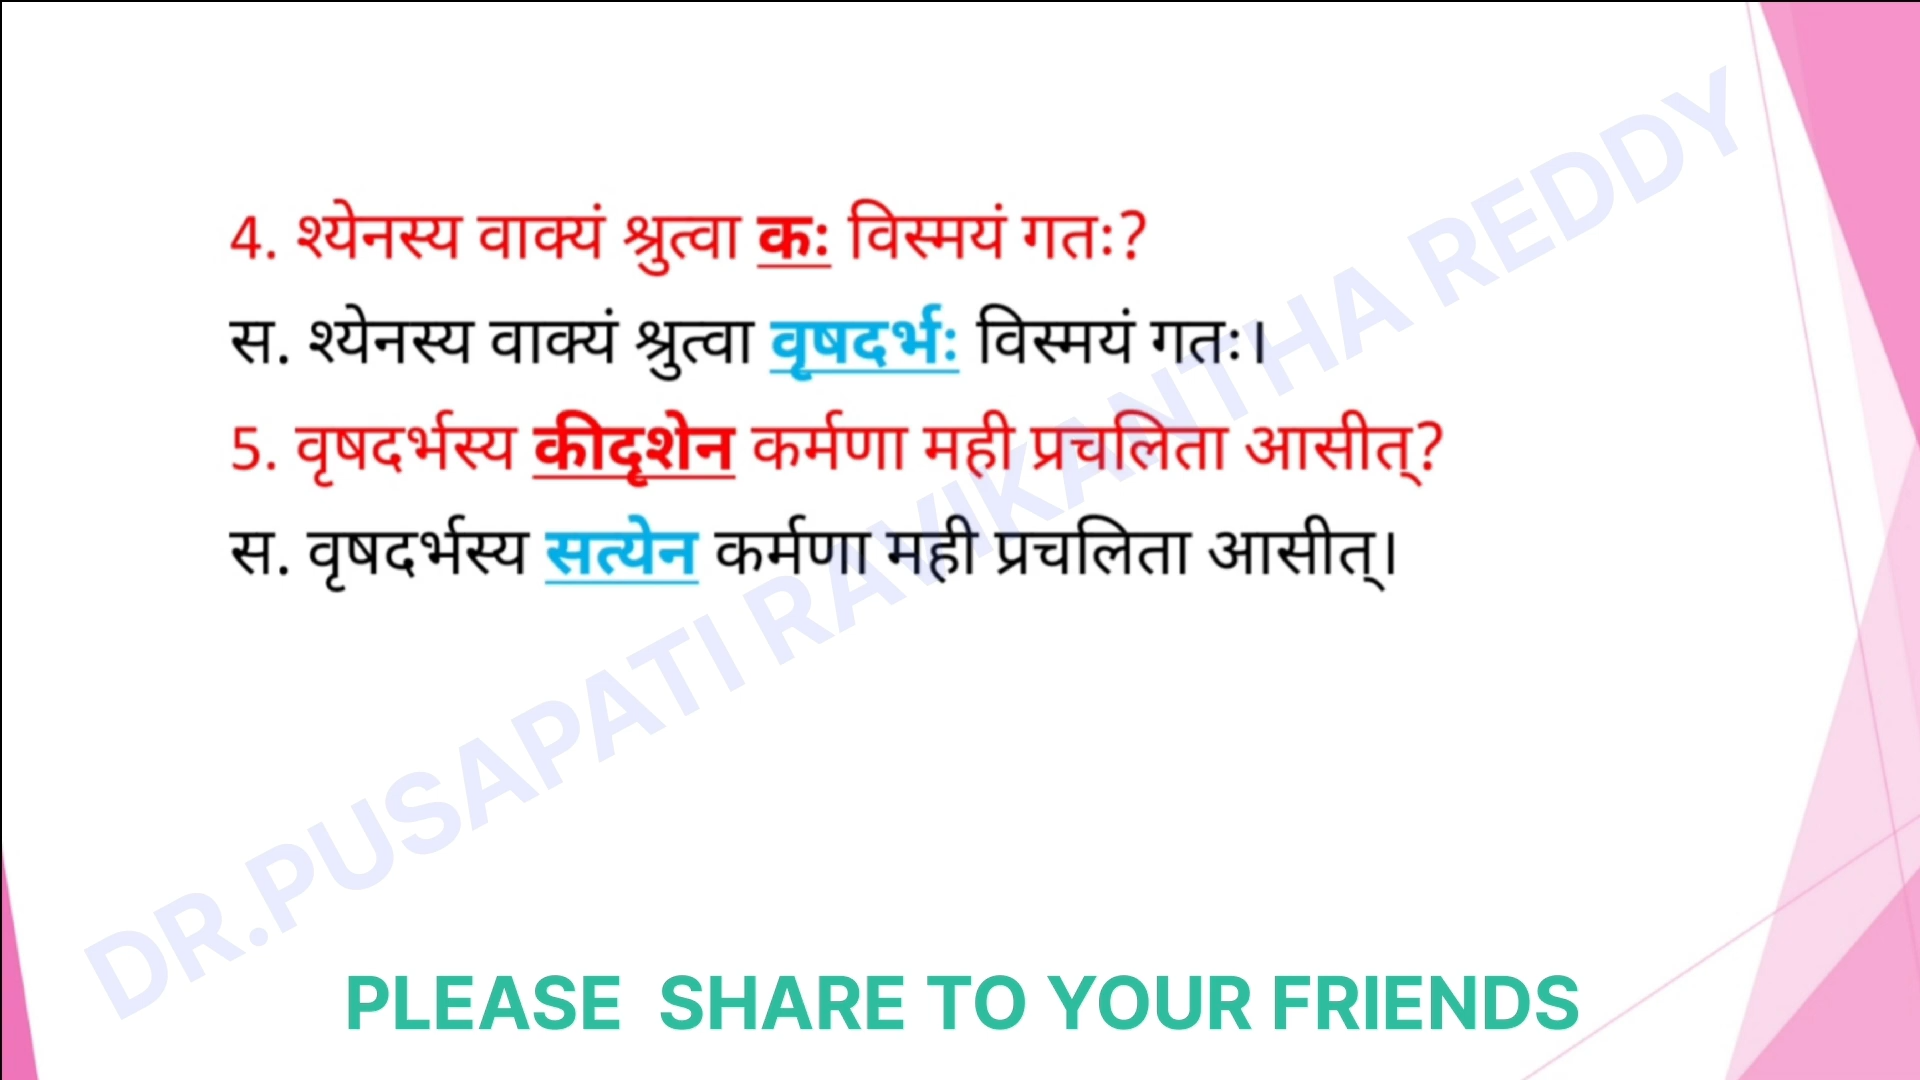 4. श्येनस्य वाक्यं श्रुत्वा कः विस्मयं गतः?
स. श्येनस्य वाक्यं श्रुत्वा वृषदर्भः विस्मयं गतः।
5. वृषदर्भस्य कीदृशेन कर्मणा मही प्रचलिता आसीत्?
स. वृषदर्भस्य सत्येन कर्मणा मही प्रचलिता आसीत्।
DR.PUSAPATI RAVIKANTHA REDDY
PLEASE SHARE TO YOUR FRIENDS